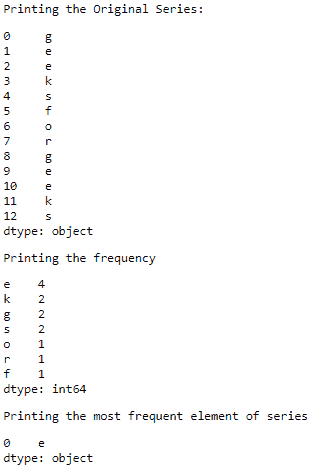 Printing the Original Series:
0 g
1 e
2 e
3 k
4 s
5 f
6 o
7 r
8 g
9 e
10 e
11 k
12 s
dtype: object
Printing the frequency
e 4
k 2
g 2
s 2
o 1
r 1
f 1
dtype: int64
Printing the most frequent element of series
0 e
dtype: object